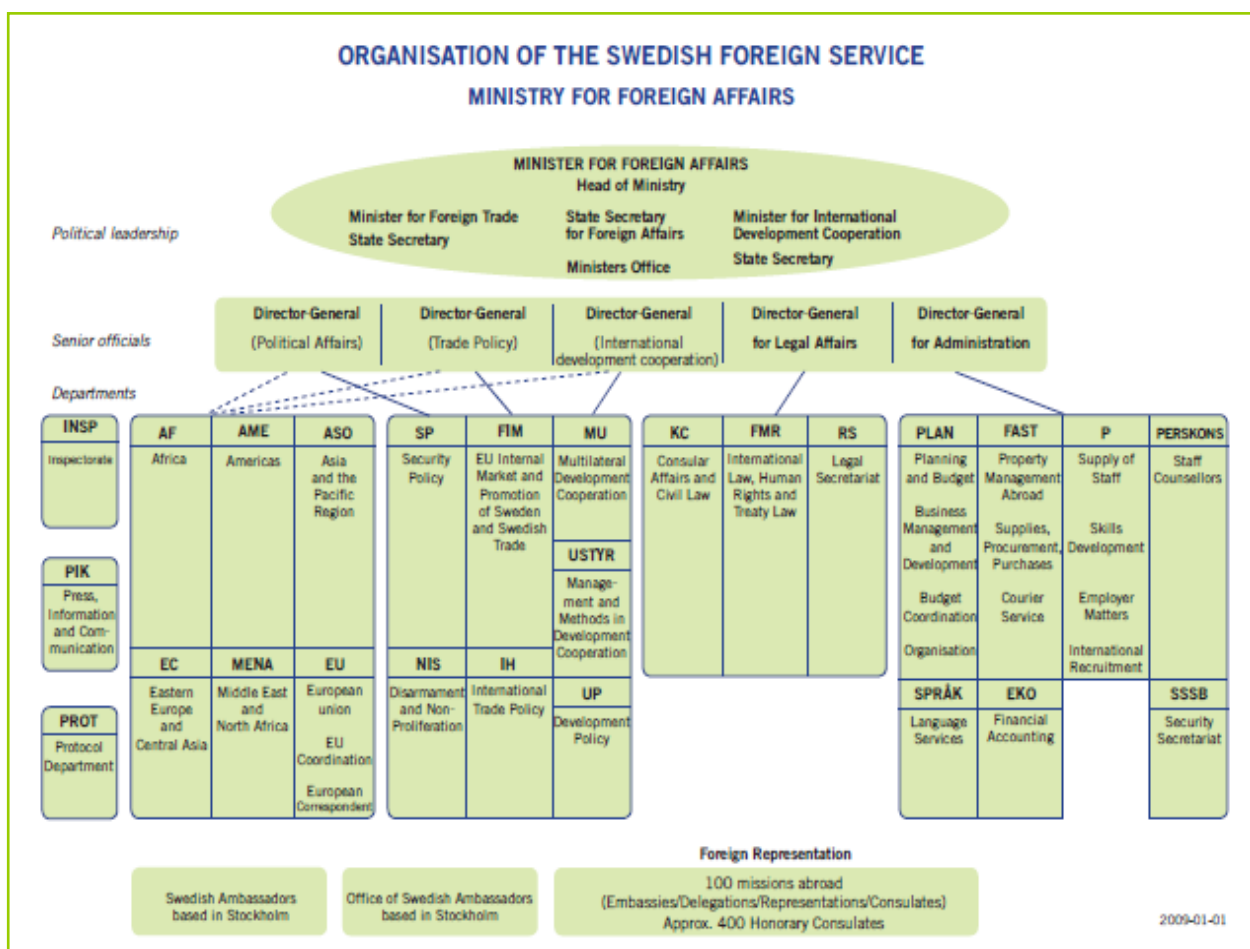 ORGANISATION OF THE SWEDISH FOREIGN SERVICE
MINISTRY FOR FOREIGN AFFAIRS
MINISTER FOR FOREIGN AFFAIRS
Head of Ministry
Political leadership
Minister for Foreign Trade
State Secretary
State Secretary
for Foreign Affairs
Ministers Office
Minister for International
Development Cooperation
State Secretary
Senior officials
Director-General
(Political Affairs)
Director-General
(Trade Policy)
Director-General
(International
development cooperation)
Director-General
for Legal Affairs
Director-General
for Administration
Departments
INSP
Inspectorate
PIK
Press,
Information
and Com-
munication
PROT
Protocol
Department
AF
Africa
AME
Americas
ASO
Asia
and the
Pacific
Region
EC
Eastern
Europe
and
Central Asia
MENA
Middle East
and
North Africa
EU
European
union
EU
Coordination
European
Correspondent
SP
Security
Policy
FIM
EU Internal
Market and
Promotion
of Sweden
and Swedish
Trade
MU
Multilateral
Development
Cooperation
USTYR
Manage-
ment and
Methods in
Development
Cooperation
NIS
Disarmament
and Non-
Proliferation
IH
International
Trade Policy
UP
Development
Policy
KC
Consular
Affairs and
Civil Law
FMR
International
Law, Human
Rights and
Treaty Law
RS
Legal
Secretariat
PLAN
Planning
and Budget
Business
Management
and
Development
Budget
Coordination
Organisation
FAST
Property
Management
Abroad
Supplies,
Procurement,
Purchases
Courier
Service
P
Supply of
Staff
Skills
Development
Employer
Matters
International
Recruitment
PERSKONS
Staff
Counsellors
SPRÅK
Language
Services
EKO
Financial
Accounting
SSSB
Security
Secretariat
Swedish Ambassadors
based in Stockholm
Office of Swedish Ambassadors
based in Stockholm
Foreign Representation
100 missions abroad
(Embassies/Delegations/Representations/Consulates)
Approx. 400 Honorary Consulates
2009-01-01